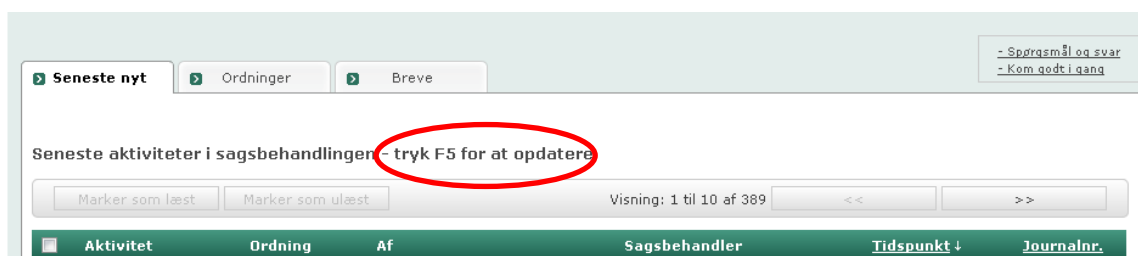 - Spørgsmål og svar
- Kom godt i gang
Seneste nyt Ordninger Breve
Seneste aktiviteter i sagsbehandlingen - tryk F5 for at opdatere
Marker som læst Marker som ulæst Visning: 1 til 10 af 389 << >>
Aktivitet Ordning Af Sagsbehandler Tidspunkt ↓ Journalnr.